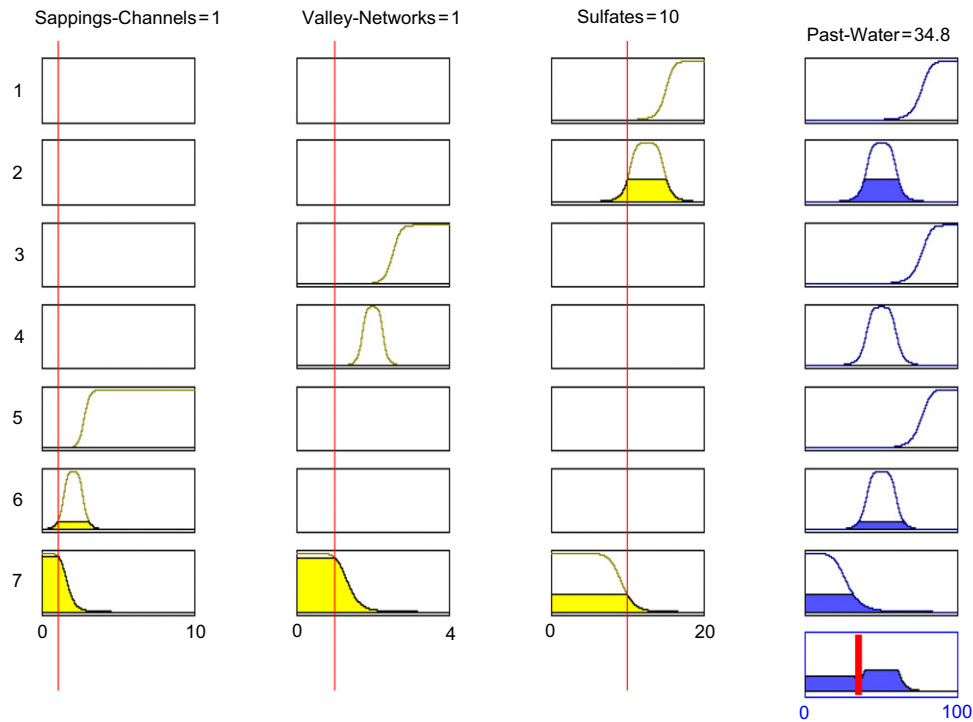 Sappings-Channels=1
Valley-Networks=1
Sulfates=10
Past-Water=34.8
1
2
3
4
5
6
7
0 10
0 4
0 20
0 100